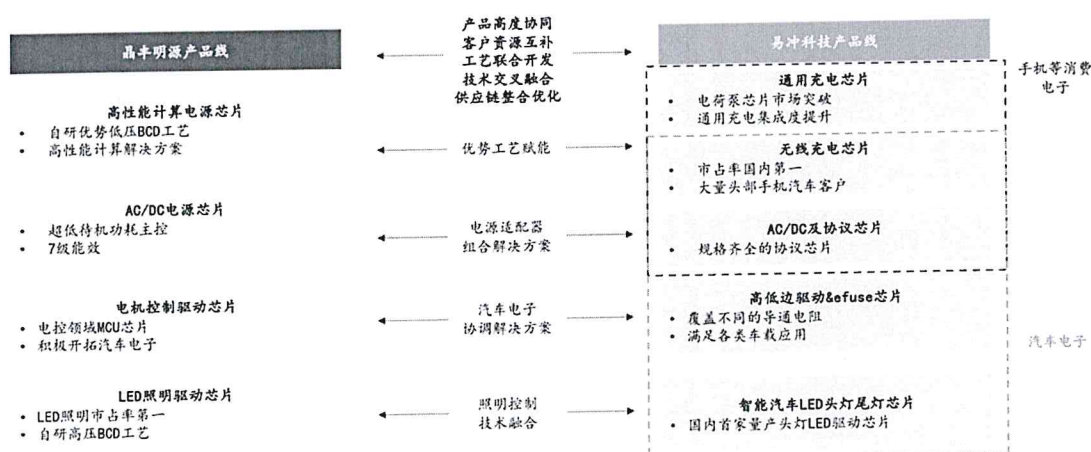 产品高度协同
客户资源互补
工艺联合开发
技术交叉融合
供应链整合优化
晶丰明源产品线
易冲科技产品线
高性能计算电源芯片
• 自研优势低压BCD工艺
• 高性能计算解决方案
优势工艺赋能
通用充电芯片
• 电荷泵芯片市场突破
• 通用充电集成度提升
手机等消费
电子
无线充电芯片
• 市占率国内第一
• 大量头部手机汽车客户
AC/DC电源芯片
• 超低待机功耗主控
• 7级能效
电源适配器
组合解决方案
AC/DC及协议芯片
• 规格齐全的协议芯片
电机控制驱动芯片
• 电控领域MCU芯片
• 积极开拓汽车电子
汽车电子
协调解决方案
高低边驱动&efuse芯片
• 覆盖不同的导通电阻
• 满足各类车载应用
汽车电子
LED照明驱动芯片
• LED照明市占率第一
• 自研高压BCD工艺
照明控制
技术融合
智能汽车LED头灯尾灯芯片
• 国内首家量产头灯LED驱动芯片